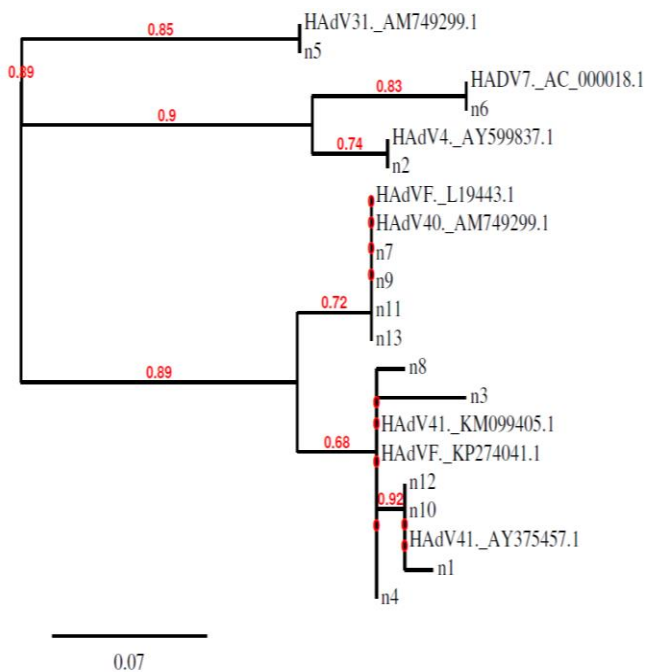 HAdV31._AM749299.1
0.85
n5
0.89
HADV7._AC_000018.1
0.83
n6
0.9
HAdV4._AY599837.1
0.74
n2
HAdVF._L19443.1
HAdV40._AM749299.1
n7
n9
0.72
n11
n13
n8
0.89
n3
HAdV41._KM099405.1
0.68
HAdVF._KP274041.1
n12
0.92
n10
HAdV41._AY375457.1
n1
n4
0.07